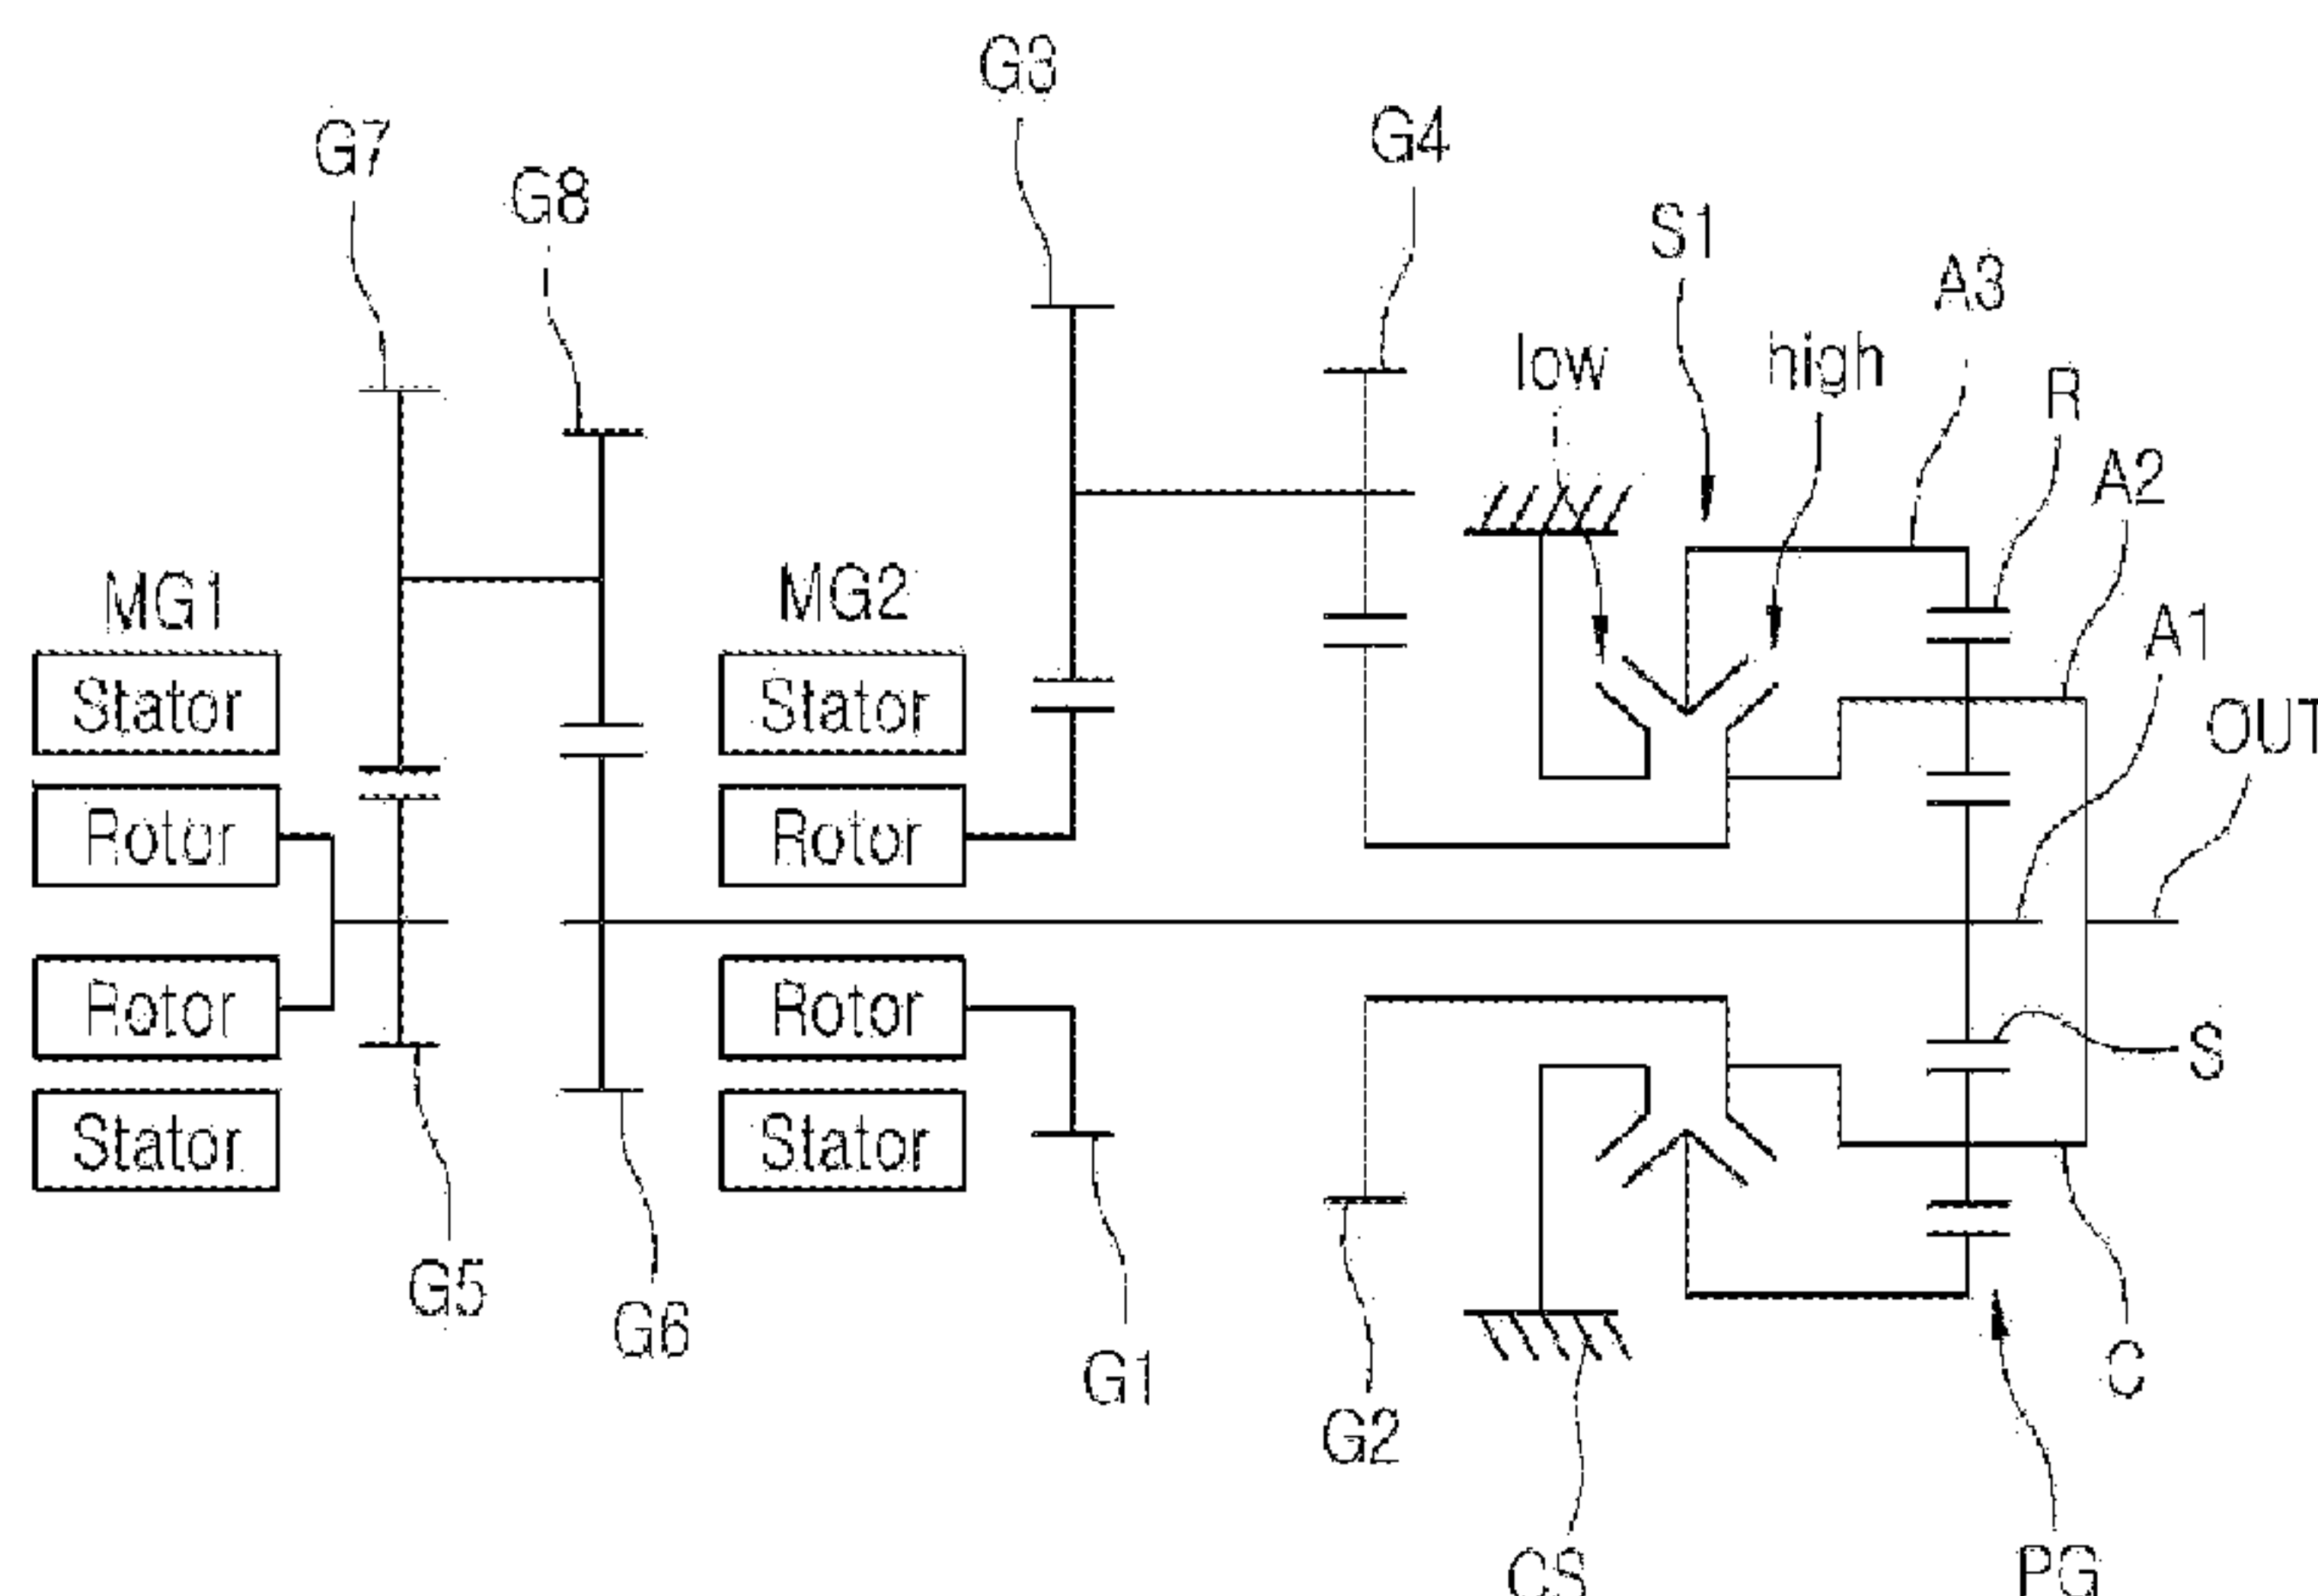 G3
G7
G4
G8
S1
A3
low
high
R
A2
MG1
MG2
A1
Stator
Stator
OUT
Rotor
Rotor
Rotor
Rotor
S
Stator
Stator
G5
G6
G1
C
G2
CS
PG